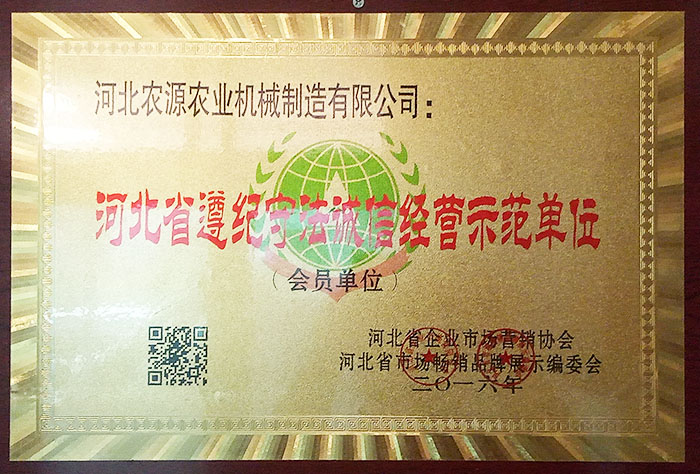 河北农源农业机械制造有限公司：
河北省遵纪守法诚信经营示范单位
（会员单位）
河北省企业市场营销协会
河北省市场畅销品牌展示编委会
二〇一六年